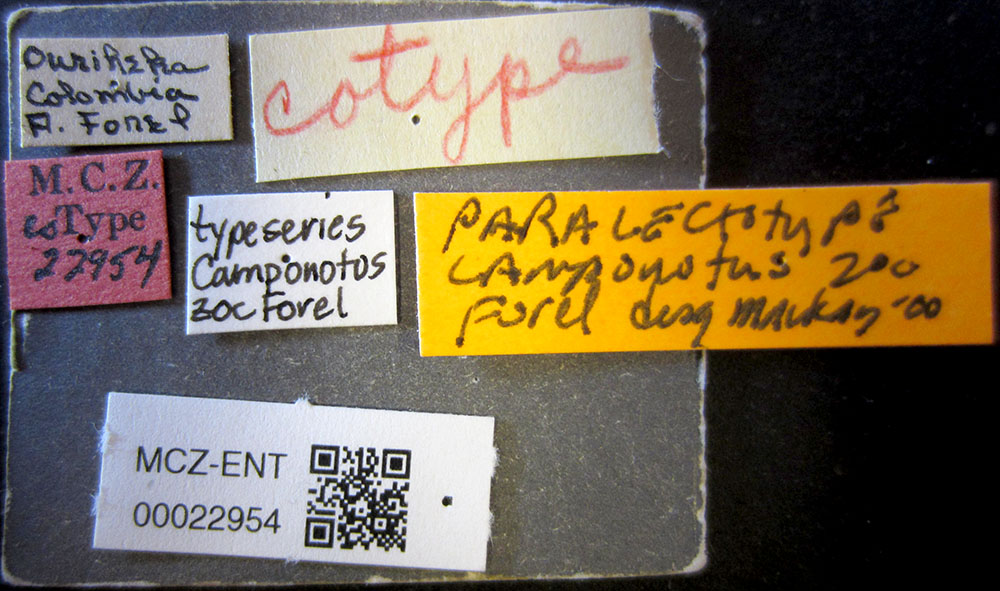 Ouriheka
Colombia
A. Forel
cotype
M.C.Z.
coType
22954
typeseries
Camponotus
zoc Forel
PARALECTOTYPE
CAMPONOTUS zoc
Forel desg Mackay '00
MCZ-ENT
00022954